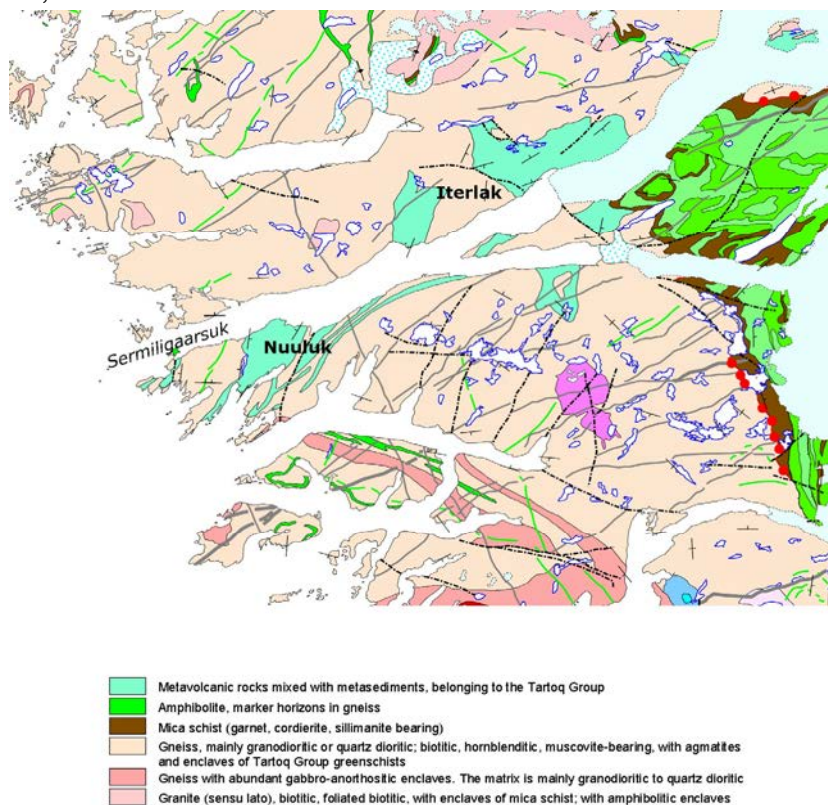 Iterlak
Sermiligaarsuk
Nuuluk
Metavolcanic rocks mixed with metasediments, belonging to the Tartoq Group
Amphibolite, marker horizons in gneiss
Mica schist (garnet, cordierite, sillimanite bearing)
Gneiss, mainly granodioritic or quartz dioritic; biotitic, hornblenditic, muscovite-bearing, with agmatites
and enclaves of Tartoq Group greenschists
Gneiss with abundant gabbro-anorthositic enclaves. The matrix is mainly granodioritic to quartz dioritic
Granite (sensu lato), biotitic, foliated biotitic, with enclaves of mica schist; with amphibolitic enclaves